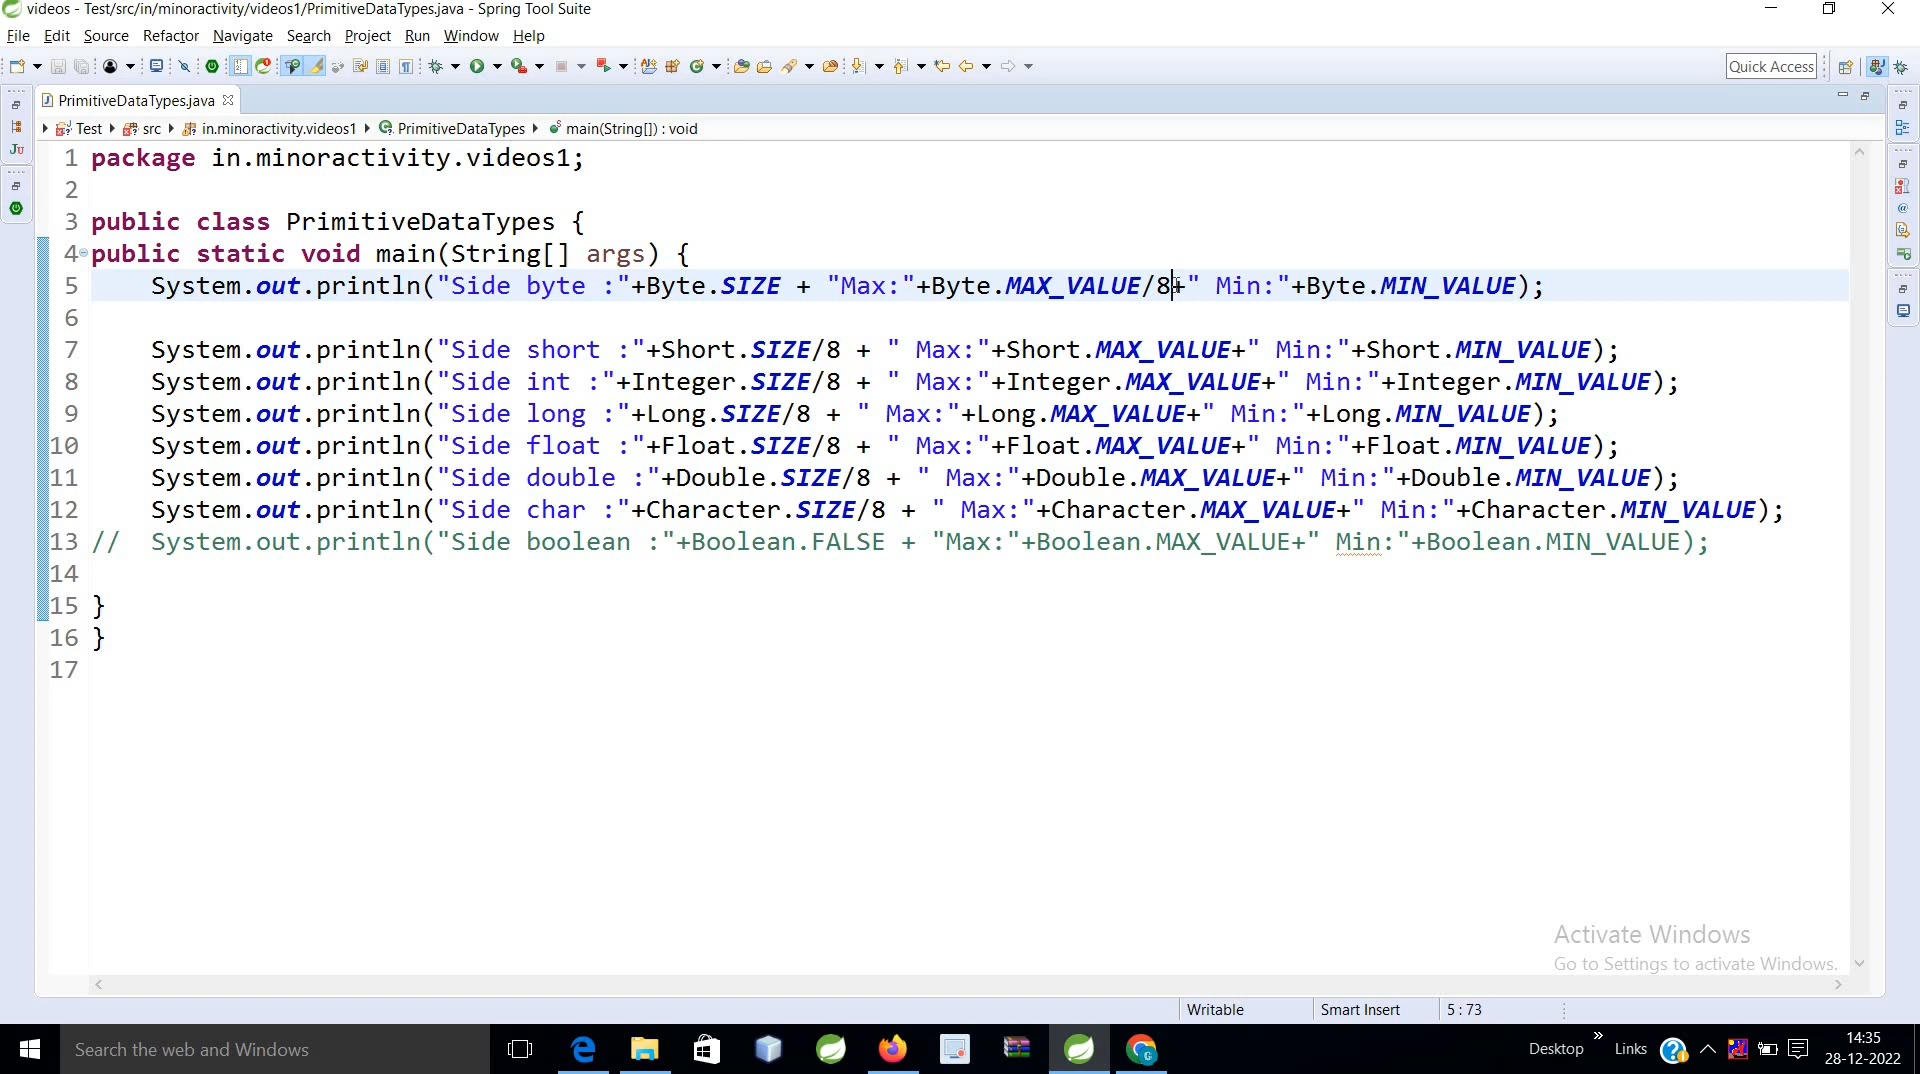 videos - Test/src/in/minoractivity/videos1/PrimitiveDataTypes.java - Spring Tool Suite
File Edit Source Refactor Navigate Search Project Run Window Help
Quick Access
PrimitiveDataTypes.java
Test src in.minoractivity.videos1 PrimitiveDataTypes main(String[]) : void
1 package in.minoractivity.videos1;
2
3 public class PrimitiveDataTypes {
4 public static void main(String[] args) {
5 System.out.println("Side byte :"+Byte.SIZE + "Max:"+Byte.MAX_VALUE/8+" Min:"+Byte.MIN_VALUE);
6
7 System.out.println("Side short :"+Short.SIZE/8 + " Max:"+Short.MAX_VALUE+" Min:"+Short.MIN_VALUE);
8 System.out.println("Side int :"+Integer.SIZE/8 + " Max:"+Integer.MAX_VALUE+" Min:"+Integer.MIN_VALUE);
9 System.out.println("Side long :"+Long.SIZE/8 + " Max:"+Long.MAX_VALUE+" Min:"+Long.MIN_VALUE);
10 System.out.println("Side float :"+Float.SIZE/8 + " Max:"+Float.MAX_VALUE+" Min:"+Float.MIN_VALUE);
11 System.out.println("Side double :"+Double.SIZE/8 + " Max:"+Double.MAX_VALUE+" Min:"+Double.MIN_VALUE);
12 System.out.println("Side char :"+Character.SIZE/8 + " Max:"+Character.MAX_VALUE+" Min:"+Character.MIN_VALUE);
13 // System.out.println("Side boolean :"+Boolean.FALSE + "Max:"+Boolean.MAX_VALUE+" Min:"+Boolean.MIN_VALUE);
14
15 }
16 }
17
Activate Windows
Go to Settings to activate Windows.
Writable Smart Insert 5 : 73
Search the web and Windows
Desktop » Links
14:35
28-12-2022